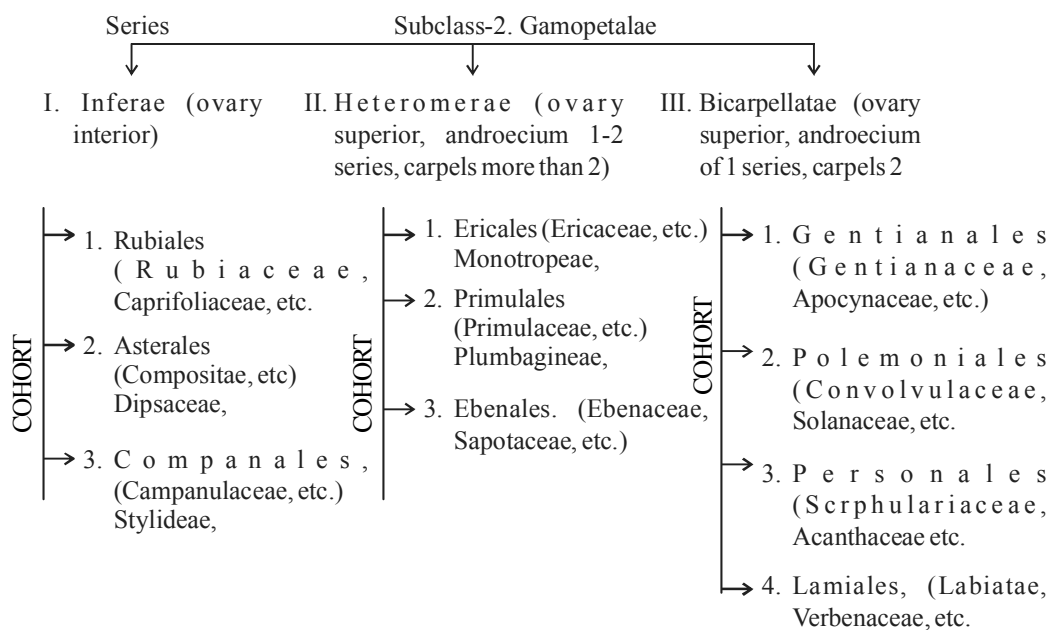 Series
Subclass-2. Gamopetalae
I. Inferae (ovary
interior)
II. Heteromerae (ovary
superior, androecium 1-2
series, carpels more than 2)
III. Bicarpellatae (ovary
superior, androecium
of 1 series, carpels 2
COHORT
1. Rubiales
(Rubiaceae,
Caprifoliaceae, etc.
2. Asterales
(Compositae, etc)
Dipsaceae,
3. Companales,
(Campanulaceae, etc.)
Stylideae,
COHORT
1. Ericales (Ericaceae, etc.)
Monotropeae,
2. Primulales
(Primulaceae, etc.)
Plumbagineae,
3. Ebenales. (Ebenaceae,
Sapotaceae, etc.)
COHORT
1. Gentianales
(Gentianaceae,
Apocynaceae, etc.)
2. Polemoniales
(Convolvulaceae,
Solanaceae, etc.
3. Personales
(Scrphulariaceae,
Acanthaceae etc.
4. Lamiales, (Labiatae,
Verbenaceae, etc.